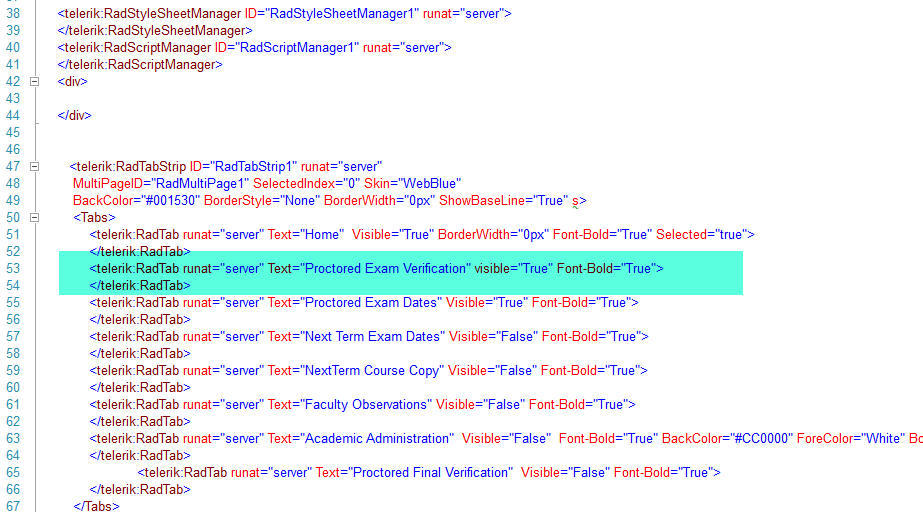 38 <telerik:RadStyleSheetManager ID="RadStyleSheetManager1" runat="server">
39 </telerik:RadStyleSheetManager>
40 <telerik:RadScriptManager ID="RadScriptManager1" runat="server">
41 </telerik:RadScriptManager>
42 <div>
43
44 </div>
45
46
47 <telerik:RadTabStrip ID="RadTabStrip1" runat="server"
48 MultiPageID="RadMultiPage1" SelectedIndex="0" Skin="WebBlue"
49 BackColor="#001530" BorderStyle="None" BorderWidth="0px" ShowBaseLine="True" s>
50 <Tabs>
51 <telerik:RadTab runat="server" Text="Home"  Visible="True" BorderWidth="0px" Font-Bold="True" Selected="true">
52 </telerik:RadTab>
53 <telerik:RadTab runat="server" Text="Proctored Exam Verification" visible="True" Font-Bold="True">
54 </telerik:RadTab>
55 <telerik:RadTab runat="server" Text="Proctored Exam Dates" Visible="True" Font-Bold="True">
56 </telerik:RadTab>
57 <telerik:RadTab runat="server" Text="Next Term Exam Dates" Visible="False" Font-Bold="True">
58 </telerik:RadTab>
59 <telerik:RadTab runat="server" Text="NextTerm Course Copy" Visible="False" Font-Bold="True">
60 </telerik:RadTab>
61 <telerik:RadTab runat="server" Text="Faculty Observations" Visible="False" Font-Bold="True">
62 </telerik:RadTab>
63 <telerik:RadTab runat="server" Text="Academic Administration"  Visible="False"  Font-Bold="True" BackColor="#CC0000" ForeColor="White" Bo
64 </telerik:RadTab>
65 <telerik:RadTab runat="server" Text="Proctored Final Verification"  Visible="False" Font-Bold="True">
66 </telerik:RadTab>
67 </Tabs>